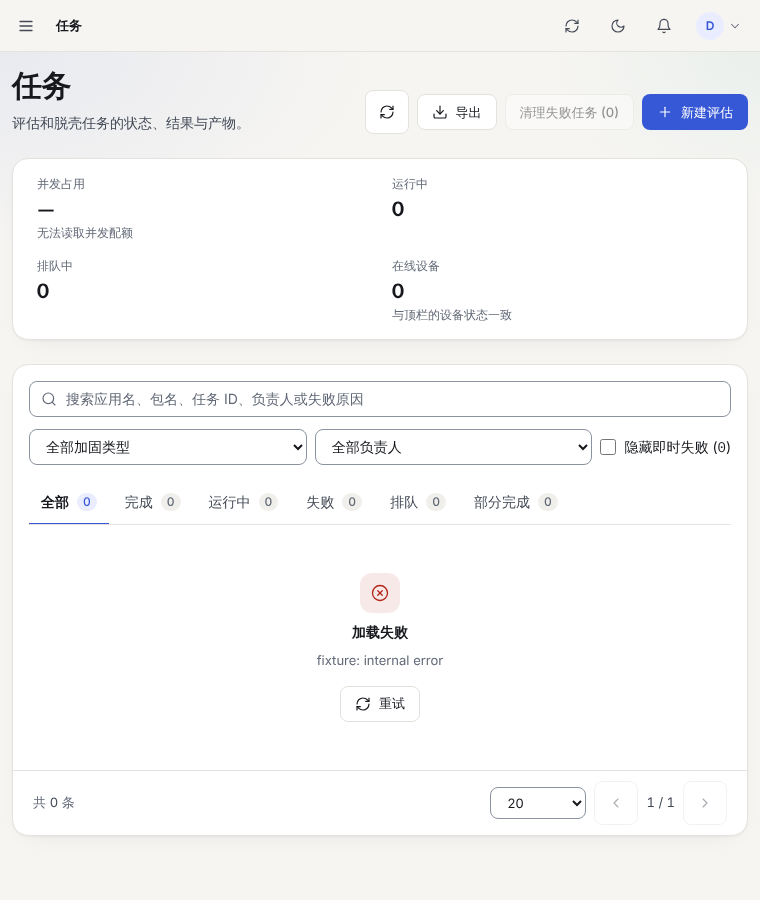 任务
D
任务
评估和脱壳任务的状态、结果与产物。
导出
清理失败任务 (0)
新建评估
并发占用
—
无法读取并发配额
运行中
0
排队中
0
在线设备
0
与顶栏的设备状态一致
搜索应用名、包名、任务 ID、负责人或失败原因
全部加固类型
全部负责人
隐藏即时失败 (0)
全部 0 完成 0 运行中 0 失败 0 排队 0 部分完成 0
加载失败
fixture: internal error
重试
共 0 条
20
1 / 1